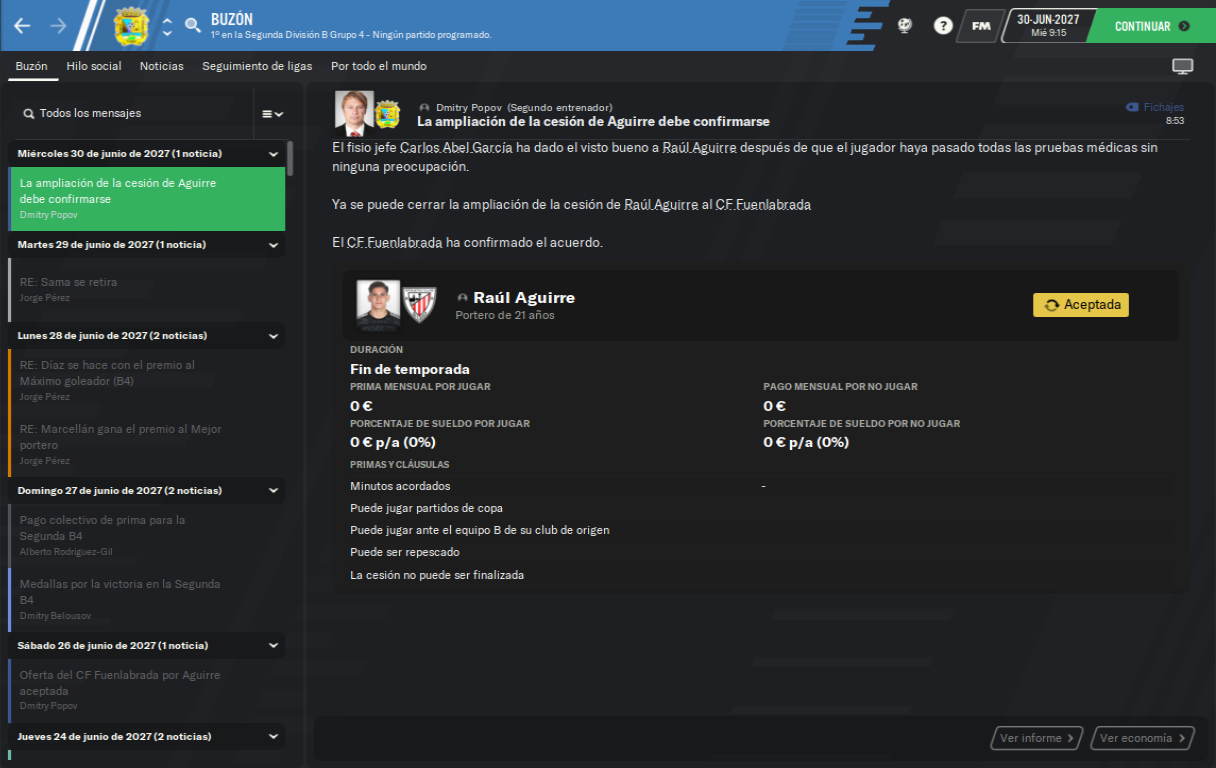 BUZÓN
1º en la Segunda División B Grupo 4 - Ningún partido programado.
?
FM
30-JUN-2027
Mié 9:15
CONTINUAR
Buzón
Hilo social
Noticias
Seguimiento de ligas
Por todo el mundo
Todos los mensajes
Miércoles 30 de junio de 2027 (1 noticia)
La ampliación de la cesión de Aguirre
debe confirmarse
Dmitry Popov
Martes 29 de junio de 2027 (1 noticia)
RE: Sama se retira
Jorge Pérez
Lunes 28 de junio de 2027 (2 noticias)
RE: Díaz se hace con el premio al
Máximo goleador (B4)
Jorge Pérez
RE: Marcellán gana el premio al Mejor
portero
Jorge Pérez
Domingo 27 de junio de 2027 (2 noticias)
Pago colectivo de prima para la
Segunda B4
Alberto Rodriguez-Gil
Medallas por la victoria en la Segunda
B4
Dmitry Belousov
Sábado 26 de junio de 2027 (1 noticia)
Oferta del CF Fuenlabrada por Aguirre
aceptada
Dmitry Popov
Jueves 24 de junio de 2027 (2 noticias)
Dmitry Popov (Segundo entrenador)
La ampliación de la cesión de Aguirre debe confirmarse
Fichajes
8:53
El fisio jefe Carlos Abel García ha dado el visto bueno a Raúl Aguirre después de que el jugador haya pasado todas las pruebas médicas sin
ninguna preocupación.
Ya se puede cerrar la ampliación de la cesión de Raúl Aguirre al CF Fuenlabrada
El CF Fuenlabrada ha confirmado el acuerdo.
Raúl Aguirre
Portero de 21 años
Aceptada
DURACIÓN
Fin de temporada
PRIMA MENSUAL POR JUGAR
PAGO MENSUAL POR NO JUGAR
0 €
0 €
PORCENTAJE DE SUELDO POR JUGAR
PORCENTAJE DE SUELDO POR NO JUGAR
0 € p/a (0%)
0 € p/a (0%)
PRIMAS Y CLÁUSULAS
Minutos acordados
-
Puede jugar partidos de copa
Puede jugar ante el equipo B de su club de origen
Puede ser repescado
La cesión no puede ser finalizada
Ver informe
Ver economía